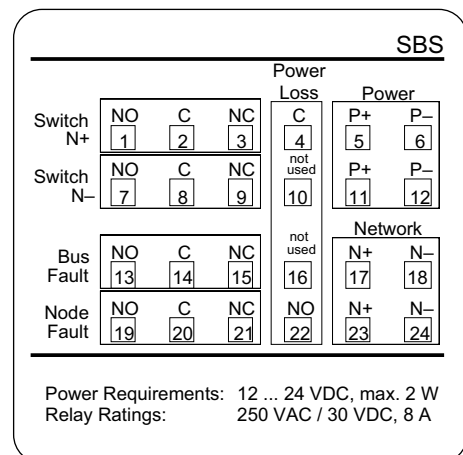 SBS
Power
Loss Power
Switch NO C NC C P+ P–
N+ 1 2 3 4 5 6
Switch NO C NC not used P+ P–
N– 7 8 9 10 11 12
Network
Bus NO C NC not used N+ N–
Fault 13 14 15 16 17 18
Node NO C NC NO N+ N–
Fault 19 20 21 22 23 24
Power Requirements: 12 ... 24 VDC, max. 2 W
Relay Ratings: 250 VAC / 30 VDC, 8 A